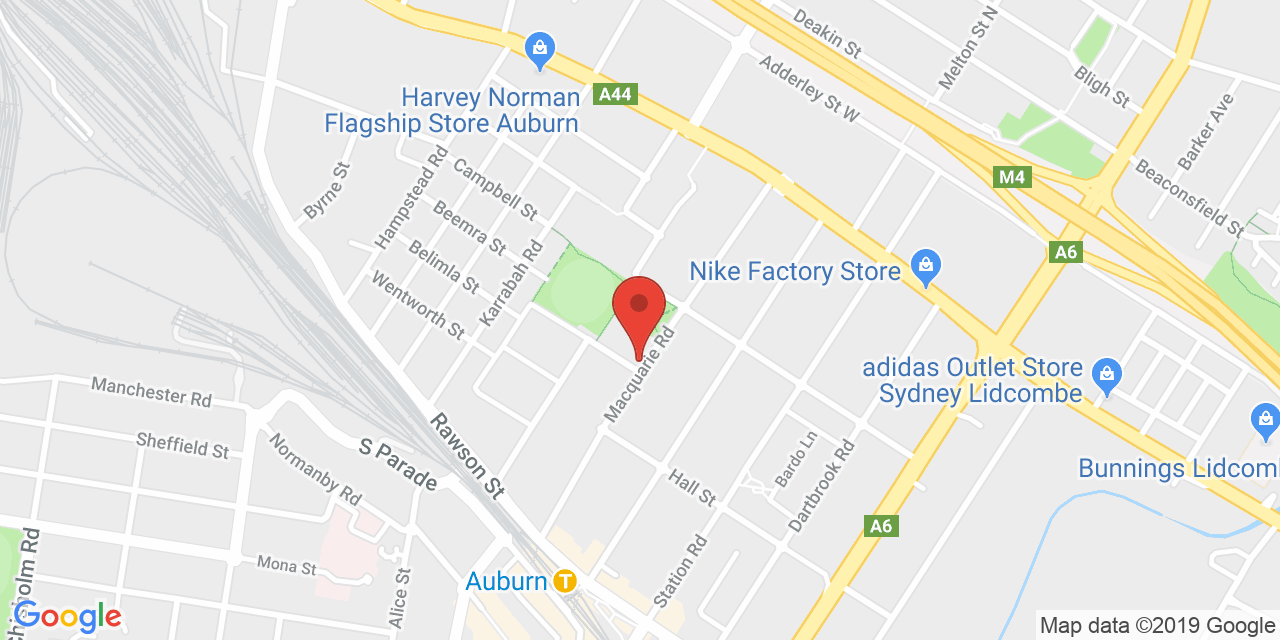 Deakin St
Melton St N
Harvey Norman
Flagship Store Auburn
A44
Adderley St W
Bligh St
Barker Ave
M4
Beaconsfield St
Byrne St
Hampstead Rd
Campbell St
Beemra St
Belimla St
Karrabah Rd
Wentworth St
A6
Nike Factory Store
Macquarie Rd
adidas Outlet Store
Sydney Lidcombe
Manchester Rd
Sheffield St
Normanby Rd
S Parade
Rawson St
Bardo Ln
Dartbrook Rd
Hall St
Bunnings Lidcomb
A6
Mona St
Alice St
Auburn
T
Station Rd
Chisholm Rd
Google
Map data ©2019 Google